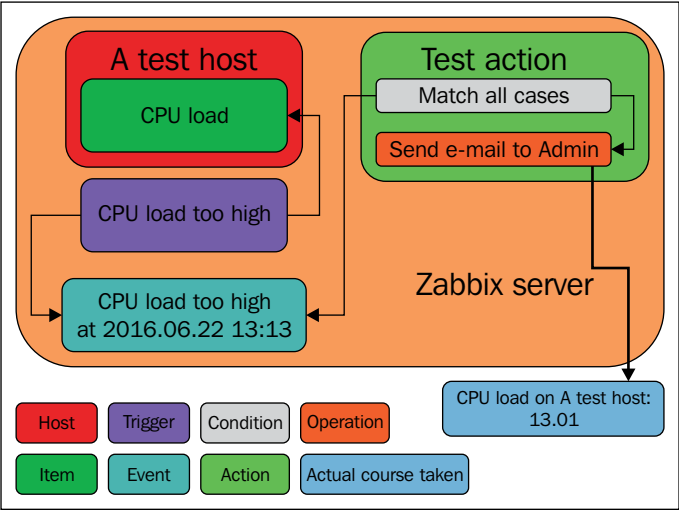 A test host
CPU load
Test action
Match all cases
Send e-mail to Admin
CPU load too high
CPU load too high
at 2016.06.22 13:13
Zabbix server
CPU load on A test host:
13.01
Host
Trigger
Condition
Operation
Item
Event
Action
Actual course taken